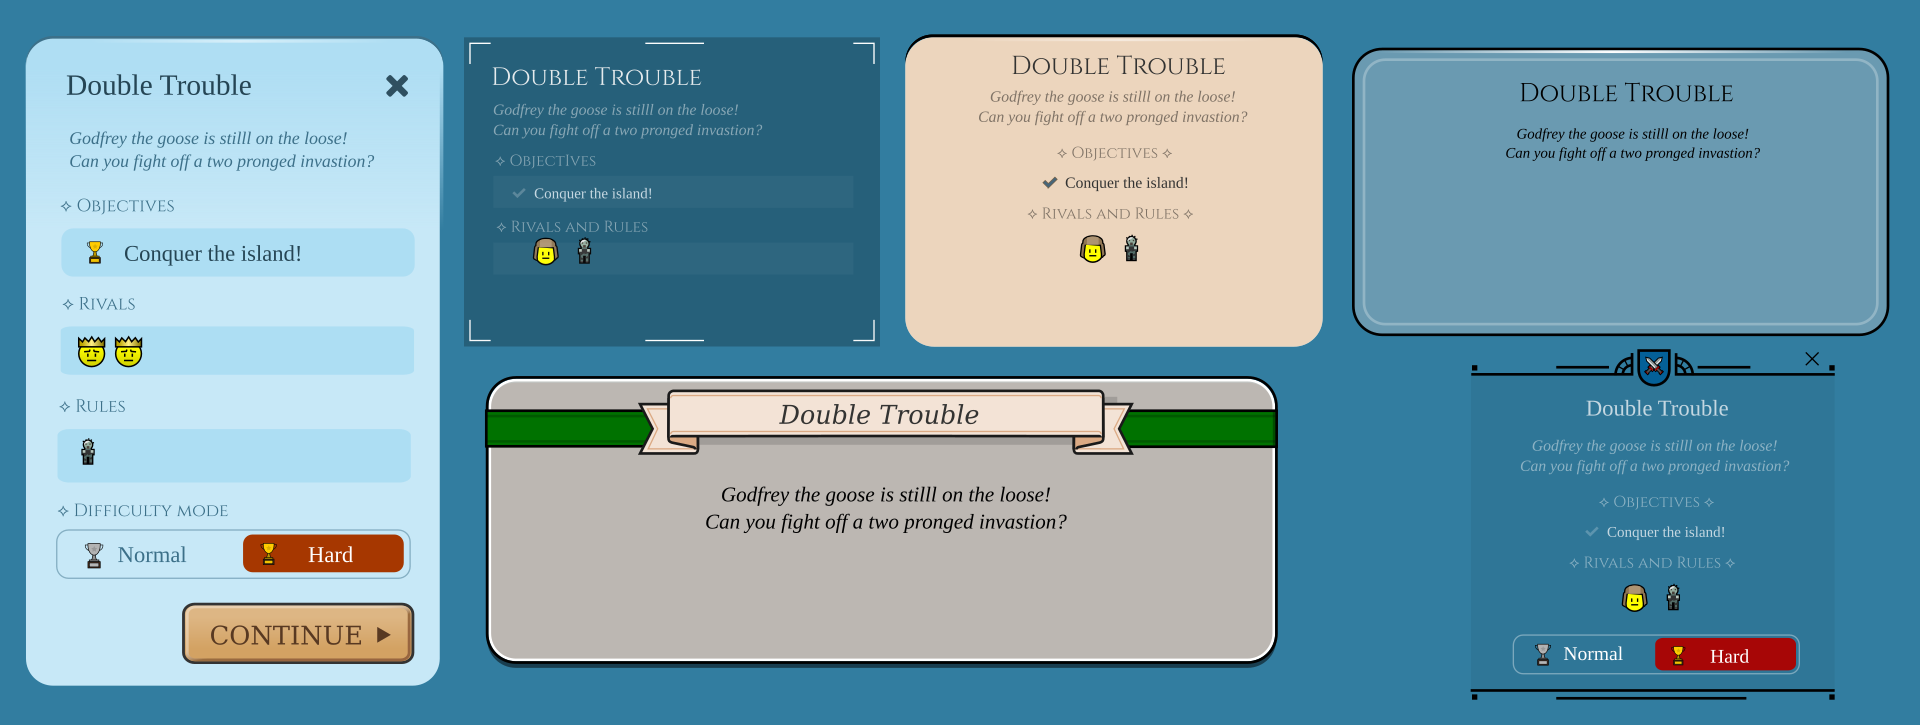 Double Trouble
Godfrey the goose is stilll on the loose!
Can you fight off a two pronged invastion?
✧ Objectives
Conquer the island!
✧ Rivals
✧ Rules
✧ Difficulty mode
Normal
Hard
CONTINUE
Double Trouble
Godfrey the goose is stilll on the loose!
Can you fight off a two pronged invastion?
✧ ObjectIves
Conquer the island!
✧ Rivals and Rules
Double Trouble
Godfrey the goose is stilll on the loose!
Can you fight off a two pronged invastion?
✧ Objectives ✧
Conquer the island!
✧ Rivals and Rules ✧
Double Trouble
Godfrey the goose is stilll on the loose!
Can you fight off a two pronged invastion?
Double Trouble
Godfrey the goose is stilll on the loose!
Can you fight off a two pronged invastion?
Double Trouble
Godfrey the goose is stilll on the loose!
Can you fight off a two pronged invastion?
✧ Objectives ✧
Conquer the island!
✧ Rivals and Rules ✧
Normal
Hard